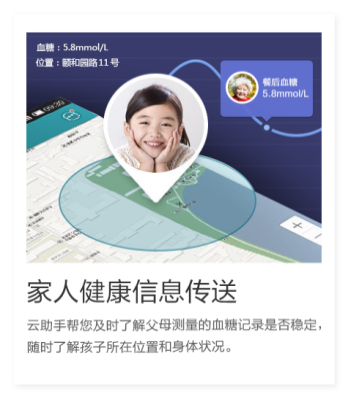 血糖：5.8mmol/L
位置：颐和园路11号
餐后血糖
5.8mmol/L
家人健康信息传送
云助手帮您及时了解父母测量的血糖记录是否稳定，
随时了解孩子所在位置和身体状况。